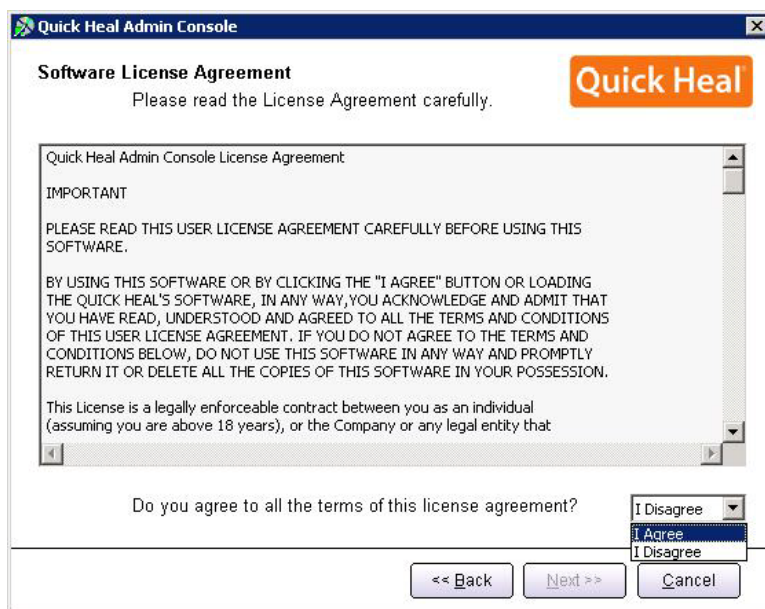 Quick Heal Admin Console
Software License Agreement
Please read the License Agreement carefully.
Quick Heal
Quick Heal Admin Console License Agreement
IMPORTANT
PLEASE READ THIS USER LICENSE AGREEMENT CAREFULLY BEFORE USING THIS
SOFTWARE.
BY USING THIS SOFTWARE OR BY CLICKING THE "I AGREE" BUTTON OR LOADING
THE QUICK HEAL'S SOFTWARE, IN ANY WAY,YOU ACKNOWLEDGE AND ADMIT THAT
YOU HAVE READ, UNDERSTOOD AND AGREED TO ALL THE TERMS AND CONDITIONS
OF THIS USER LICENSE AGREEMENT. IF YOU DO NOT AGREE TO THE TERMS AND
CONDITIONS BELOW, DO NOT USE THIS SOFTWARE IN ANY WAY AND PROMPTLY
RETURN IT OR DELETE ALL THE COPIES OF THIS SOFTWARE IN YOUR POSSESSION.
This License is a legally enforceable contract between you as an individual
(assuming you are above 18 years), or the Company or any legal entity that
Do you agree to all the terms of this license agreement?
I Disagree
I Agree
I Disagree
<< Back
Next >>
Cancel